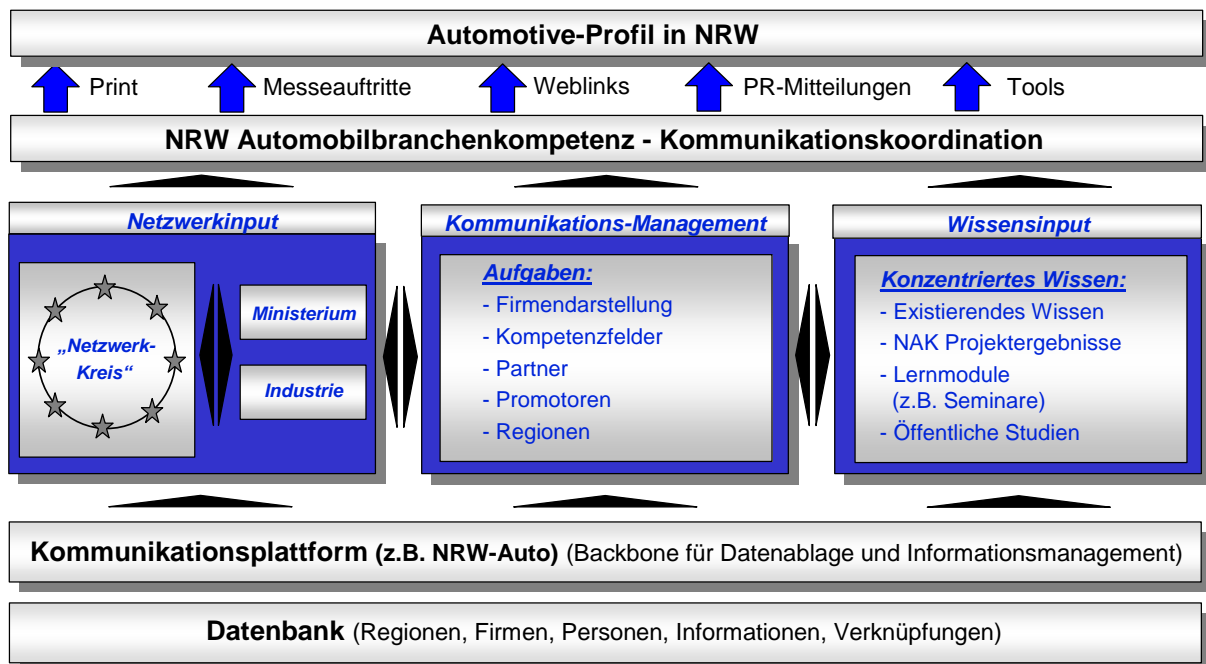 Automotive-Profil in NRW
Print
Messeauftritte
Weblinks
PR-Mitteilungen
Tools
NRW Automobilbranchenkompetenz - Kommunikationskoordination
Netzwerkinput
„Netzwerk-
Kreis“
Ministerium
Industrie
Kommunikations-Management
Aufgaben:
- Firmendarstellung
- Kompetenzfelder
- Partner
- Promotoren
- Regionen
Wissensinput
Konzentriertes Wissen:
- Existierendes Wissen
- NAK Projektergebnisse
- Lernmodule
(z.B. Seminare)
- Öffentliche Studien
Kommunikationsplattform (z.B. NRW-Auto) (Backbone für Datenablage und Informationsmanagement)
Datenbank (Regionen, Firmen, Personen, Informationen, Verknüpfungen)